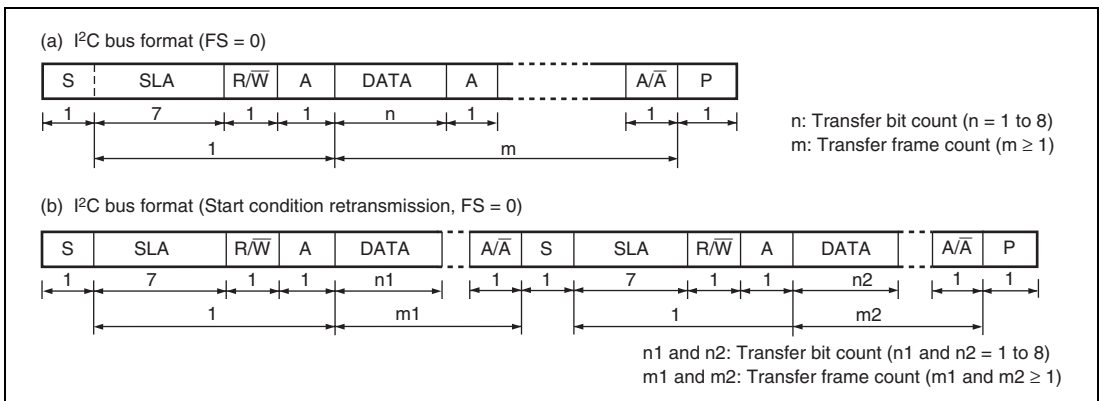 (a) I²C bus format (FS = 0)
S SLA R/W̅ A DATA A A/A̅ P
1 7 1 1 n 1 1 1
1 m
n: Transfer bit count (n = 1 to 8)
m: Transfer frame count (m ≥ 1)
(b) I²C bus format (Start condition retransmission, FS = 0)
S SLA R/W̅ A DATA A/A̅ S SLA R/W̅ A DATA A/A̅ P
1 7 1 1 n1 1 1 7 1 1 n2 1 1
1 m1 1 m2
n1 and n2: Transfer bit count (n1 and n2 = 1 to 8)
m1 and m2: Transfer frame count (m1 and m2 ≥ 1)